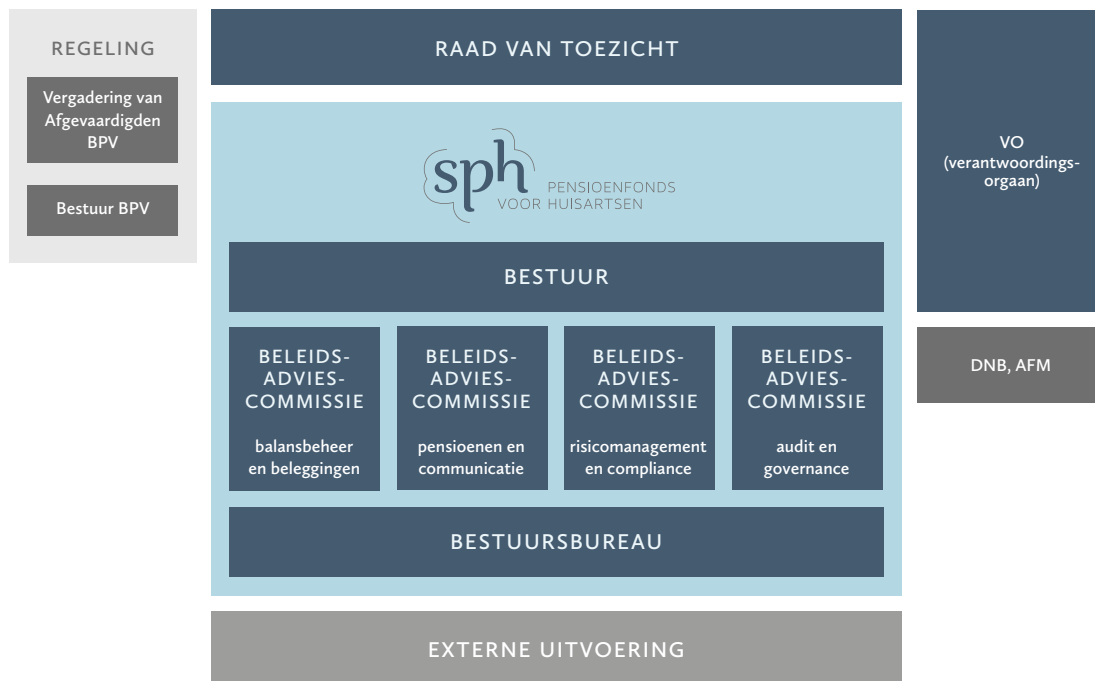 REGELING
Vergadering van
Afgevaardigden
BPV
Bestuur BPV
RAAD VAN TOEZICHT
sph
PENSIOENFONDS
VOOR HUISARTSEN
BESTUUR
BELEIDS-
ADVIES-
COMMISSIE
balansbeheer
en beleggingen
BELEIDS-
ADVIES-
COMMISSIE
pensioenen en
communicatie
BELEIDS-
ADVIES-
COMMISSIE
risicomanagement
en compliance
BELEIDS-
ADVIES-
COMMISSIE
audit en
governance
BESTUURSBUREAU
EXTERNE UITVOERING
VO
(verantwoordings-
orgaan)
DNB, AFM